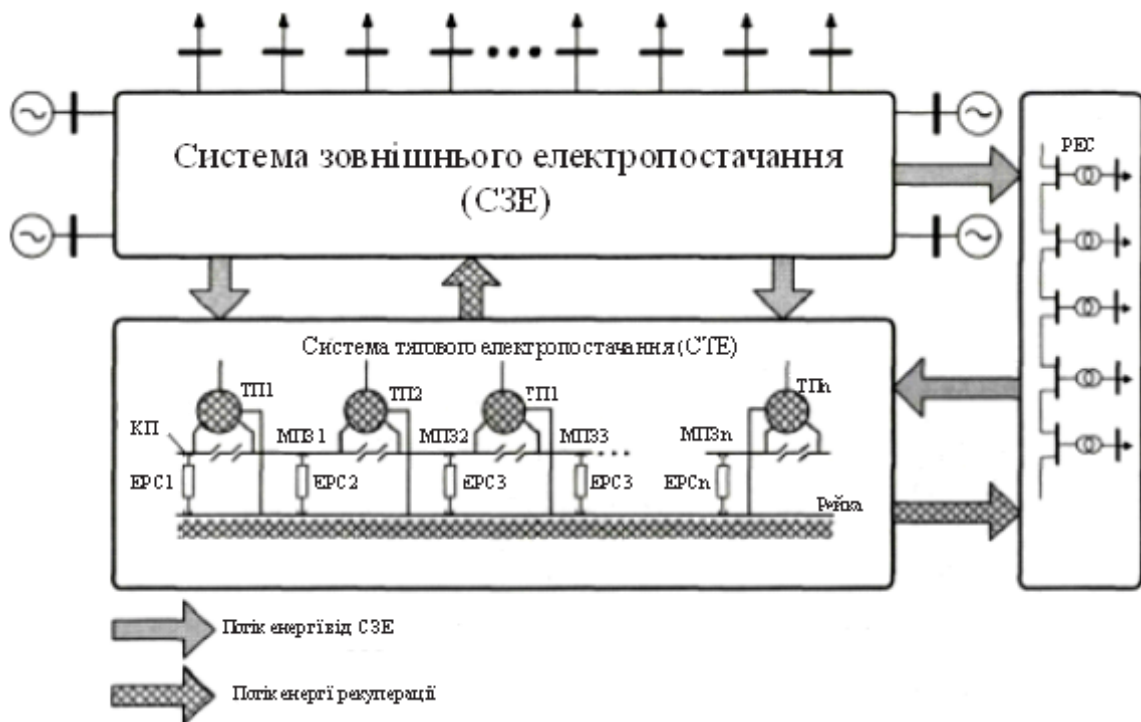 Система зовнішнього електропостачання
(СЗЕ)
РЕС
Система тягового електропостачання (СТЕ)
ТП1
ТП2
ТП1
ТПn
КП
МПЗ1
МПЗ2
МПЗ3
МПЗn
ЕРС1
ЕРС2
ЕРС3
ЕРС3
ЕРСn
Рейка
Потік енергії від СЗЕ
Потік енергії рекуперації